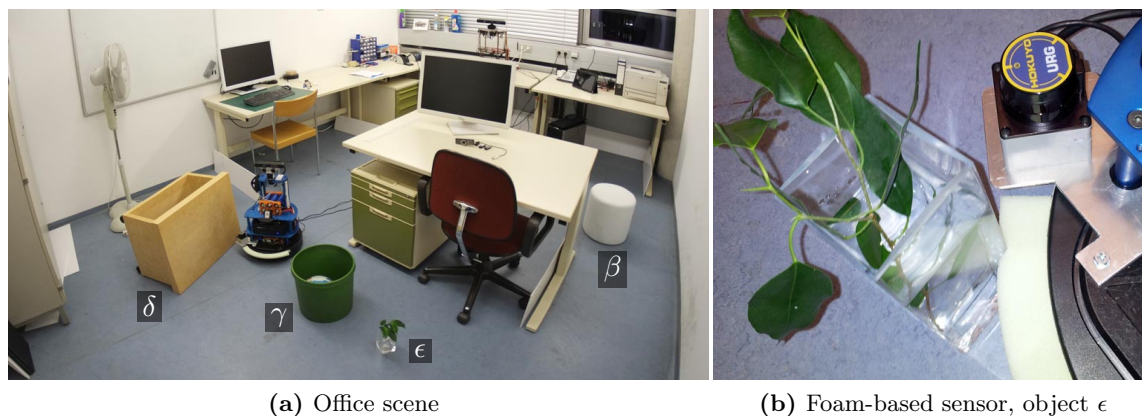 δ
γ
ϵ
β
HOKUYO
URG
(a) Office scene
(b) Foam-based sensor, object ϵ